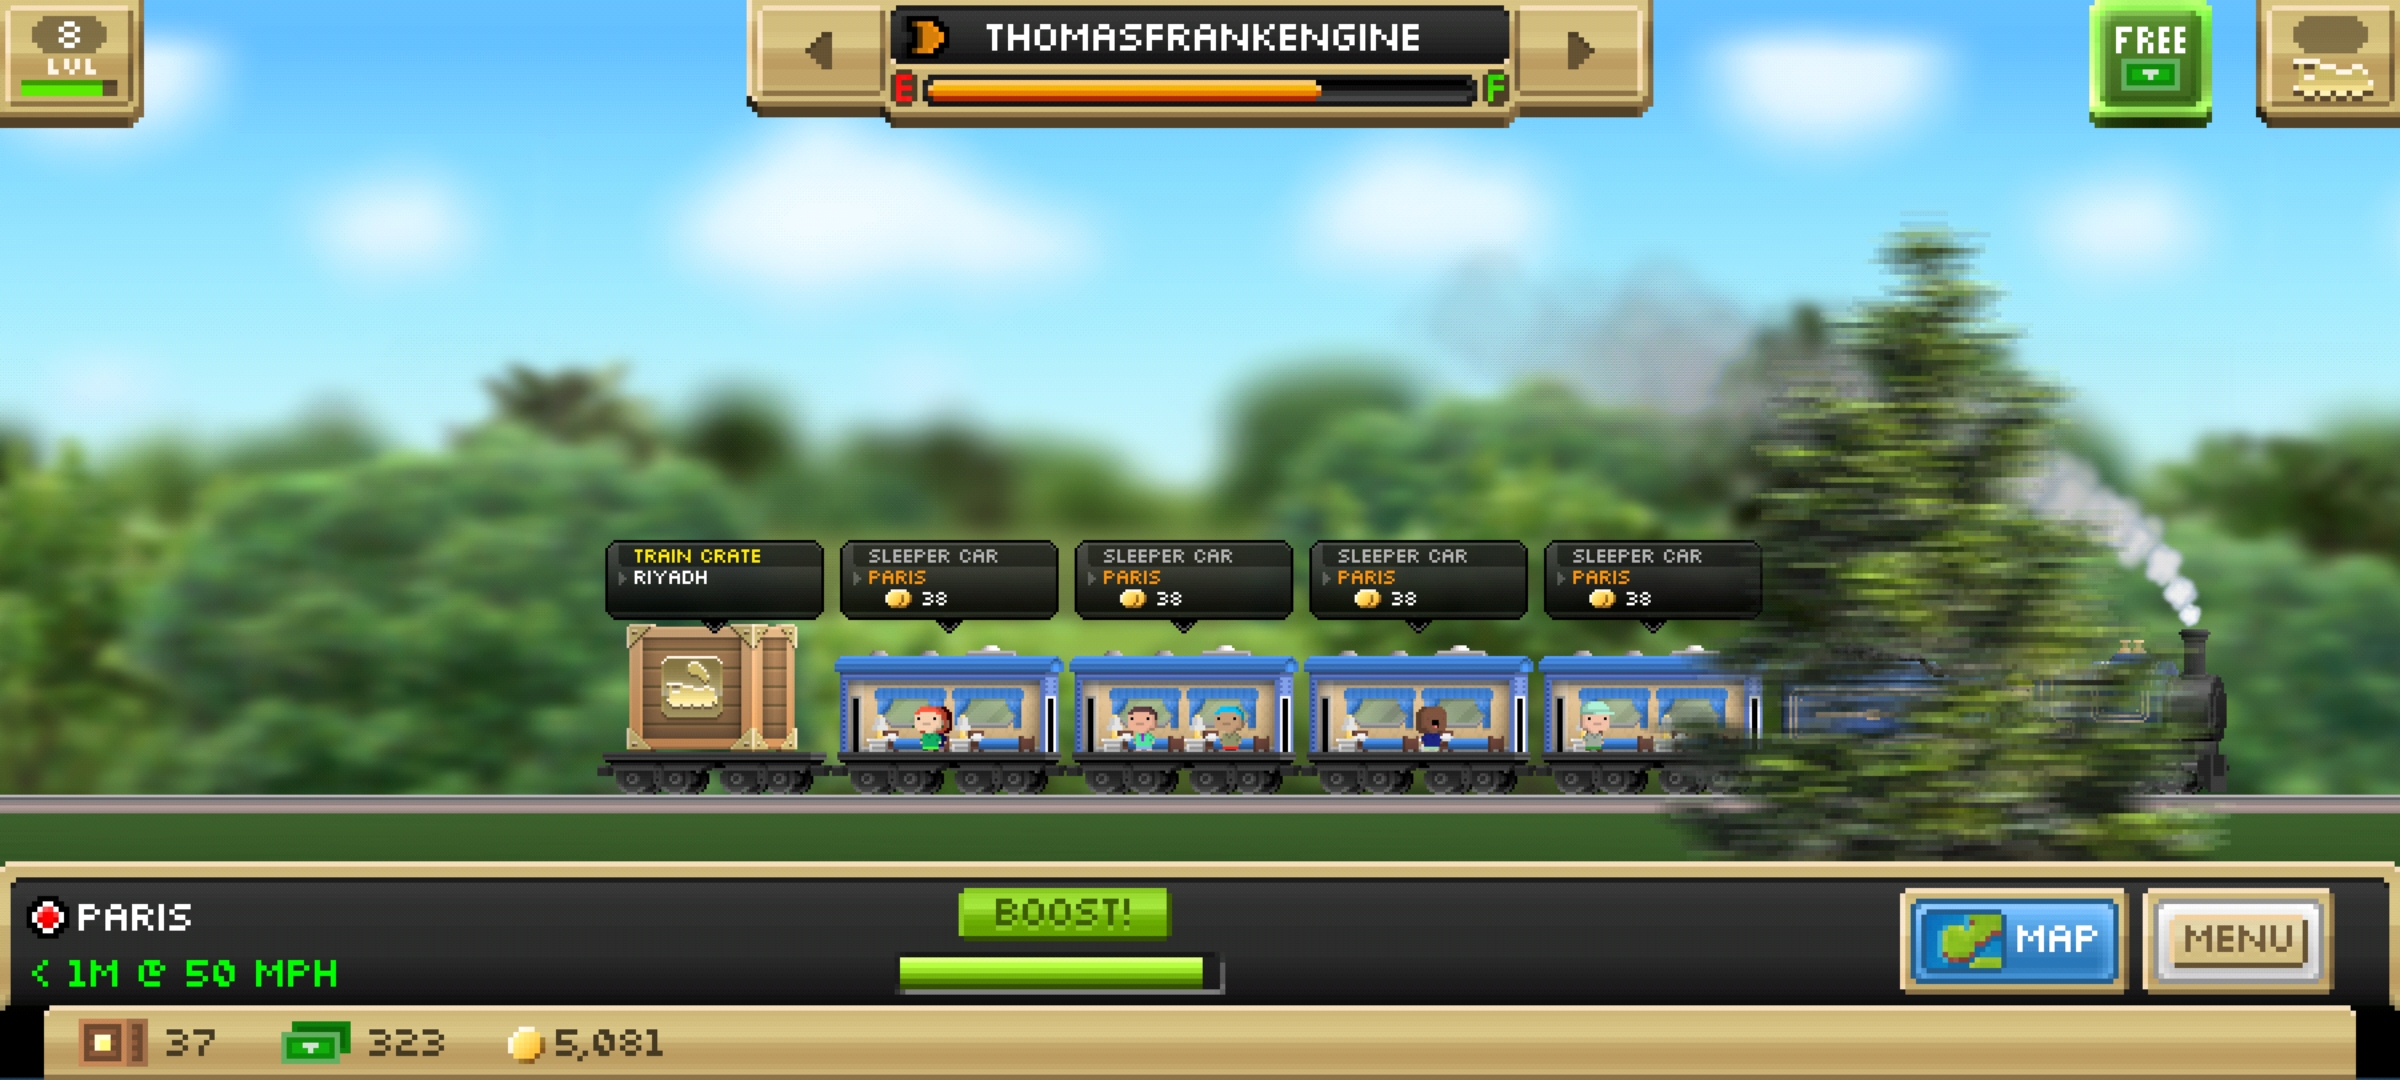 8
LVL
THOMASFRANKENGINE
E F
FREE
TRAIN CRATE
RIYADH
SLEEPER CAR
PARIS
38
SLEEPER CAR
PARIS
38
SLEEPER CAR
PARIS
38
SLEEPER CAR
PARIS
38
PARIS
< 1M @ 50 MPH
BOOST!
MAP
MENU
37 323 5,081